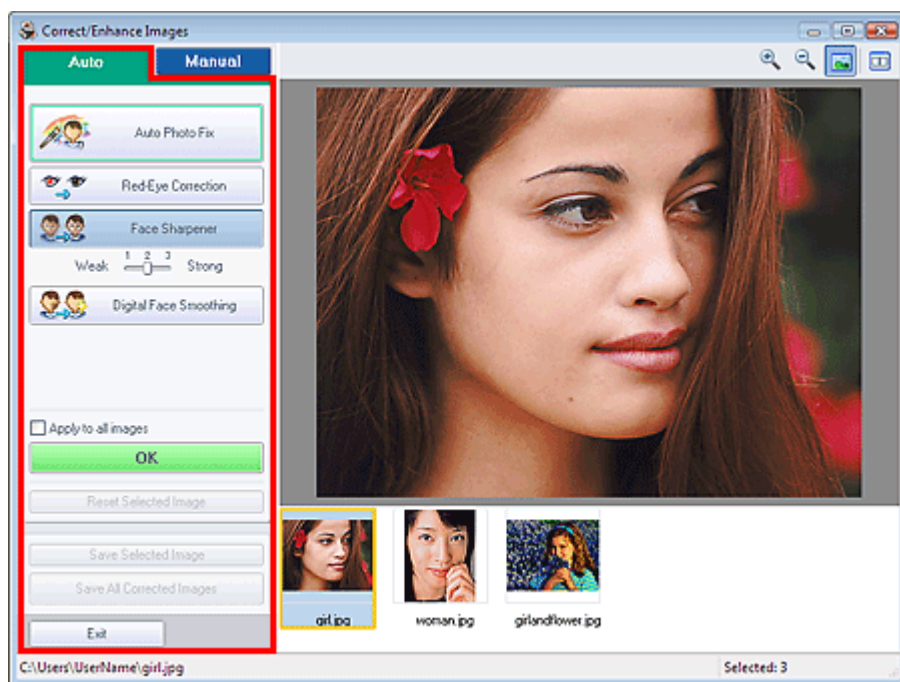 Correct/Enhance Images
Auto Manual
Auto Photo Fix
Red-Eye Correction
Face Sharpener
1 2 3
Weak Strong
Digital Face Smoothing
Apply to all images
OK
Reset Selected Image
Save Selected Image
Save All Corrected Images
Exit
girl.jpg woman.jpg girlandflower.jpg
C:\Users\UserName\girl.jpg Selected: 3